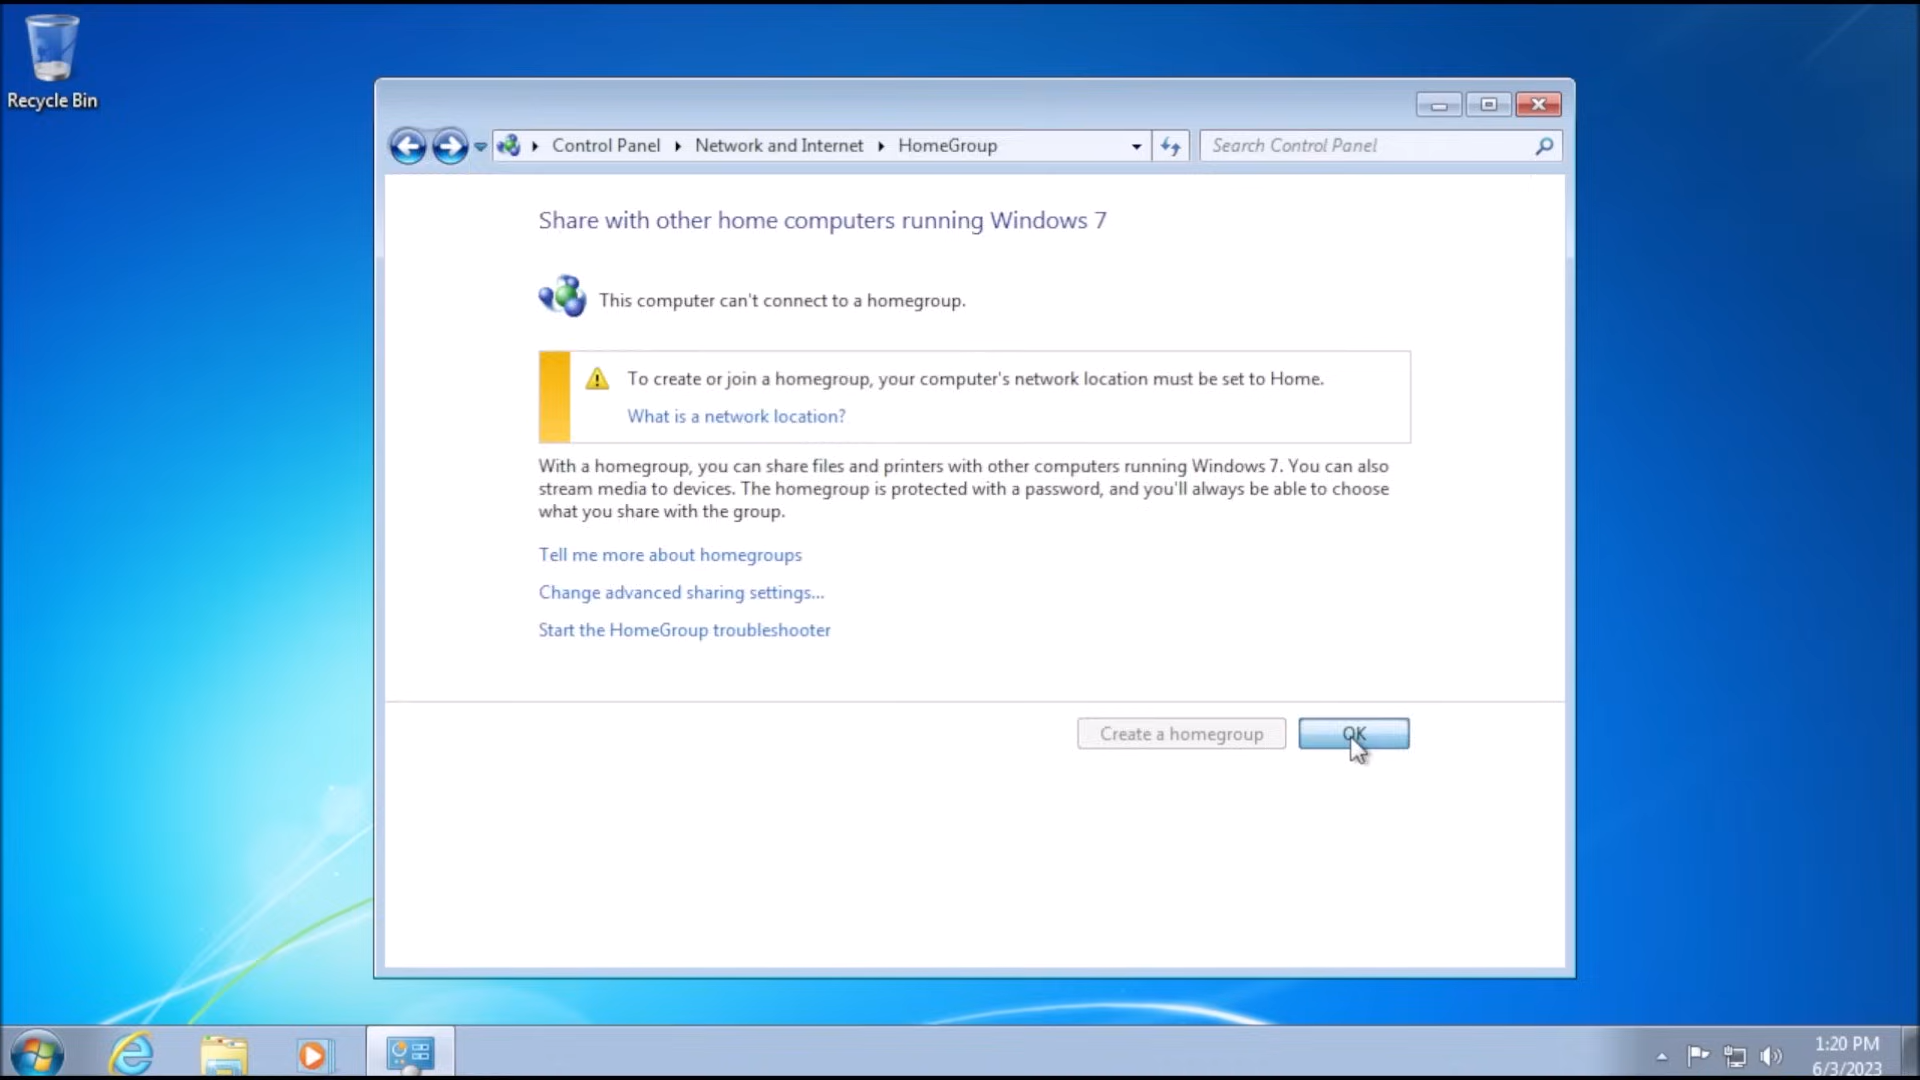 Recycle Bin
Control Panel
Network and Internet
HomeGroup
Search Control Panel
Share with other home computers running Windows 7
This computer can't connect to a homegroup.
To create or join a homegroup, your computer's network location must be set to Home.
What is a network location?
With a homegroup, you can share files and printers with other computers running Windows 7. You can also
stream media to devices. The homegroup is protected with a password, and you'll always be able to choose
what you share with the group.
Tell me more about homegroups
Change advanced sharing settings...
Start the HomeGroup troubleshooter
Create a homegroup
OK
1:20 PM
6/3/2023